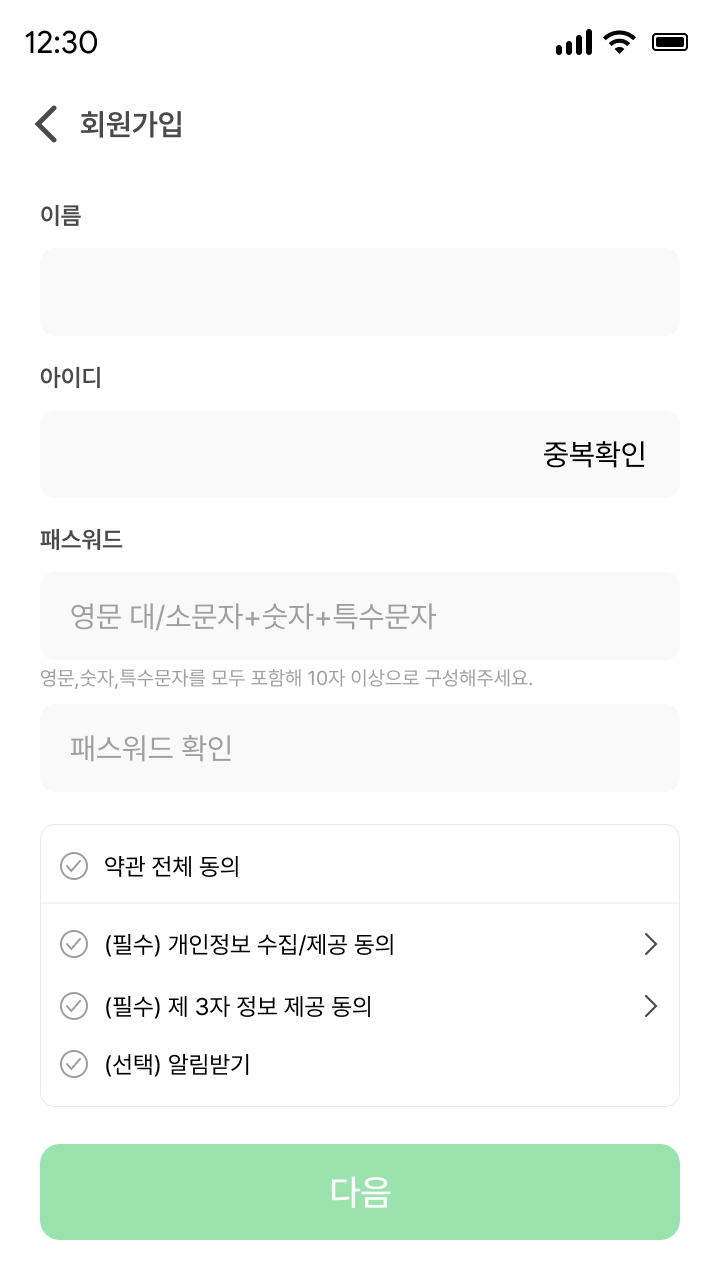 12:30
회원가입
이름
아이디
중복확인
패스워드
영문 대/소문자+숫자+특수문자
영문,숫자,특수문자를 모두 포함해 10자 이상으로 구성해주세요.
패스워드 확인
약관 전체 동의
(필수) 개인정보 수집/제공 동의
(필수) 제 3자 정보 제공 동의
(선택) 알림받기
다음